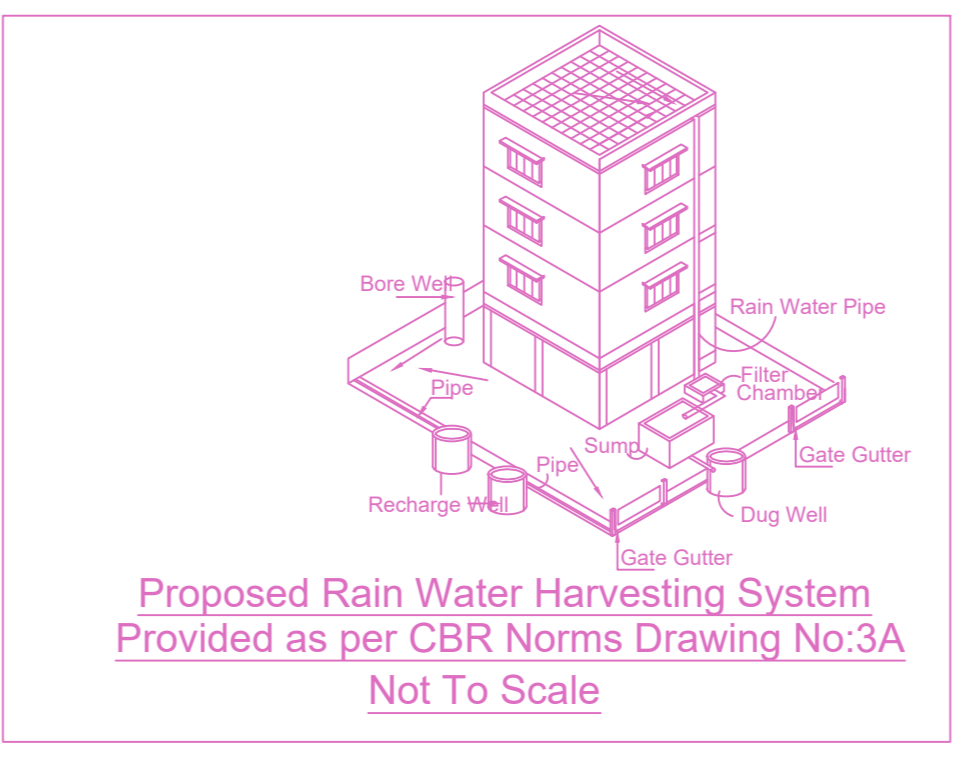 Bore Well
Rain Water Pipe
Filter
Chamber
Pipe
Sump
Gate Gutter
Pipe
Recharge Well
Dug Well
Gate Gutter
Proposed Rain Water Harvesting System
Provided as per CBR Norms Drawing No:3A
Not To Scale